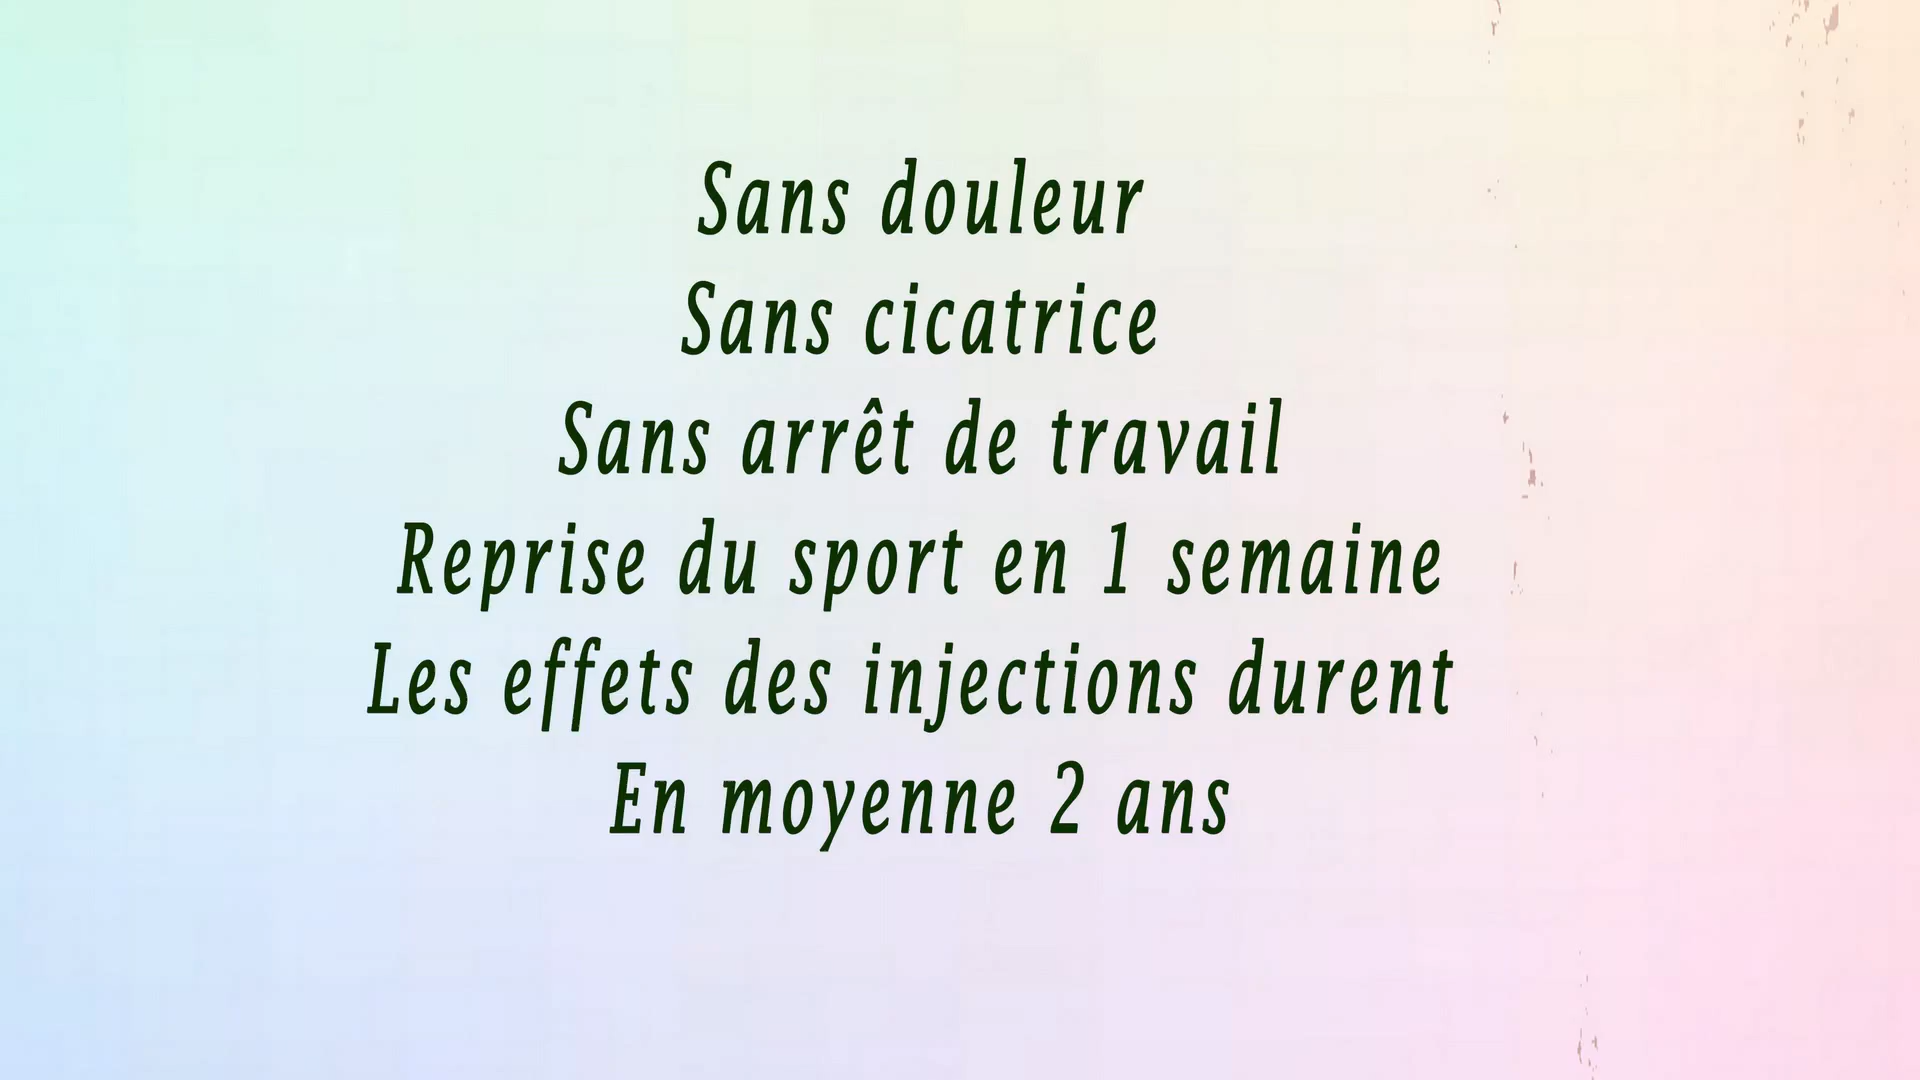 Sans douleur
Sans cicatrice
Sans arrêt de travail
Reprise du sport en 1 semaine
Les effets des injections durent
En moyenne 2 ans